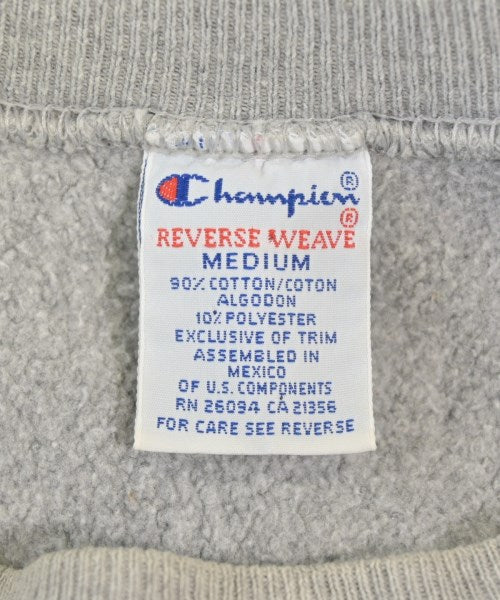 Champion®
REVERSE WEAVE®
MEDIUM
90% COTTON/COTON
ALGODON
10% POLYESTER
EXCLUSIVE OF TRIM
ASSEMBLED IN
MEXICO
OF U.S. COMPONENTS
RN 26094 CA 21356
FOR CARE SEE REVERSE